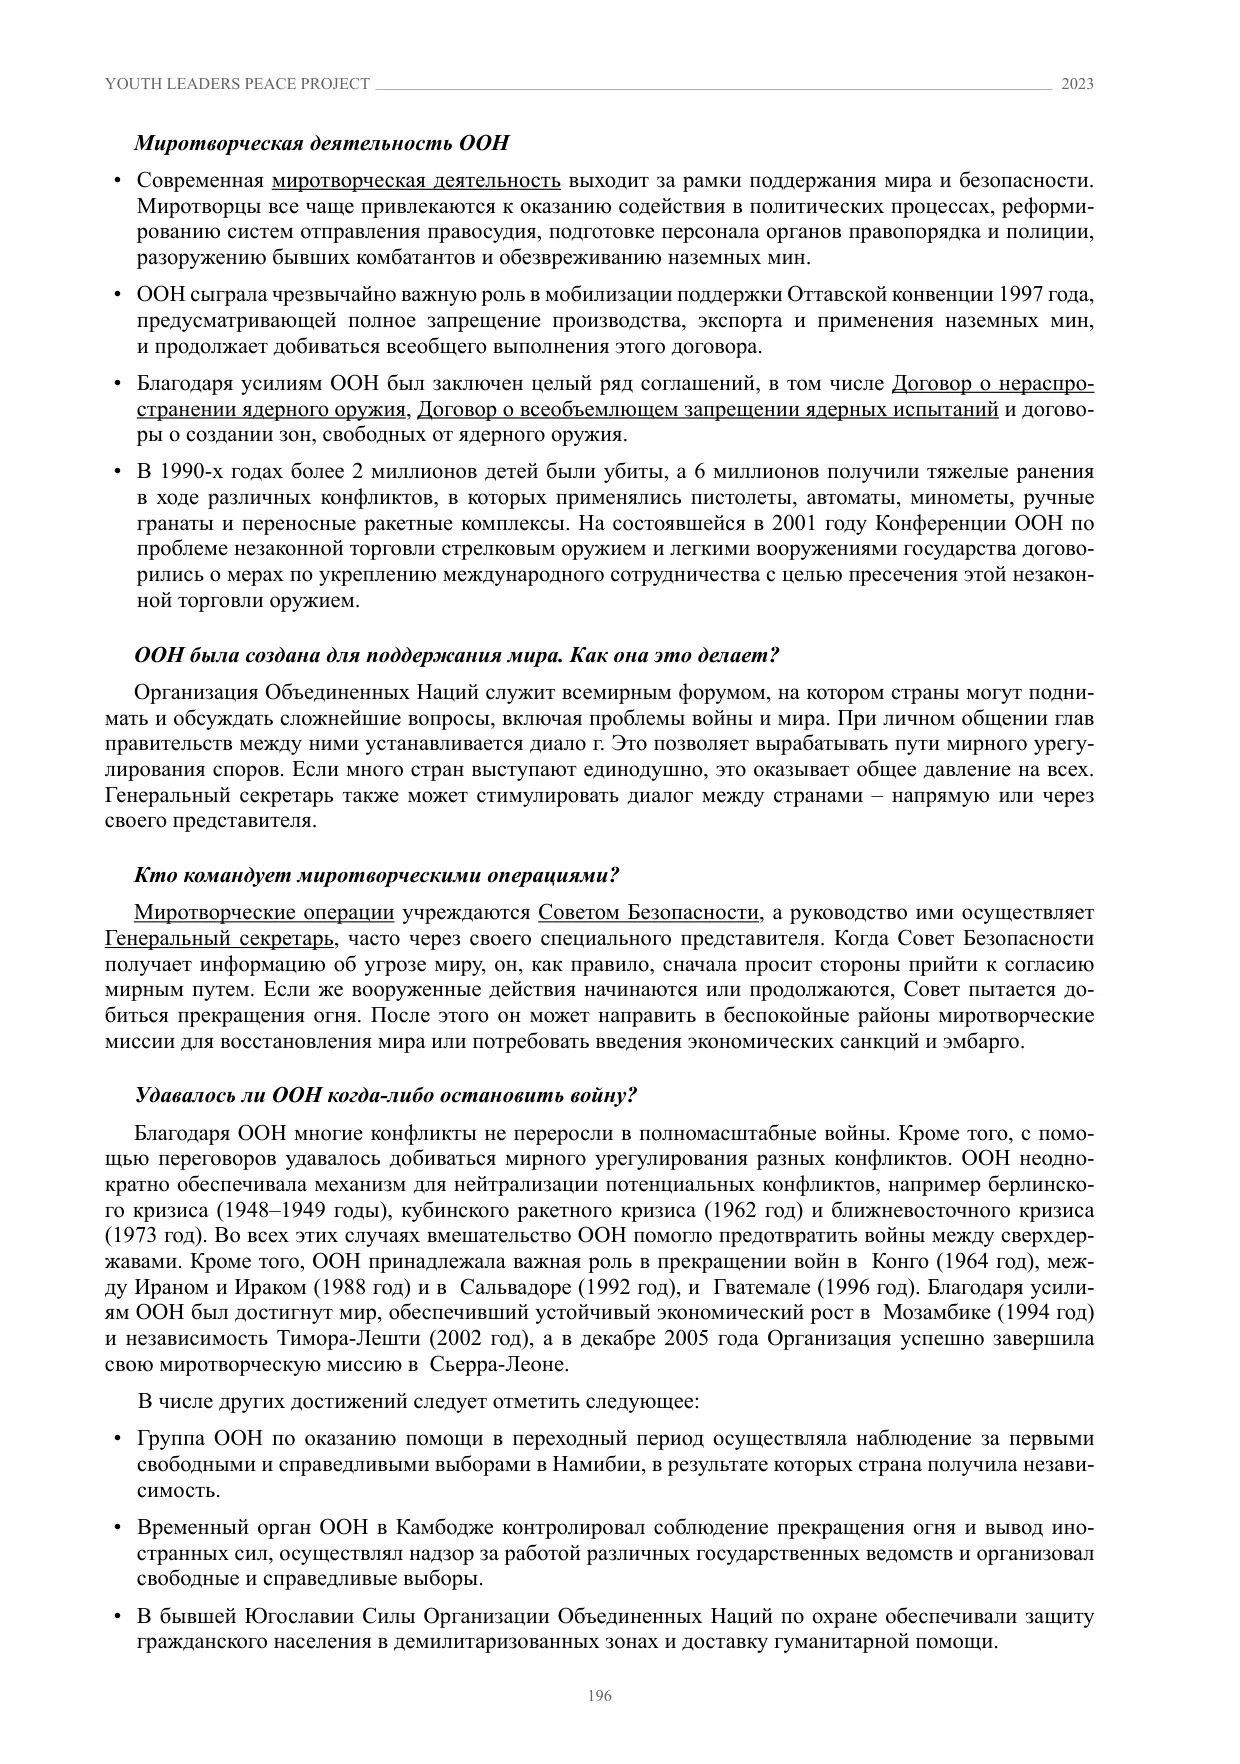 YOUTH LEADERS PEACE PROJECT 2023
Миротворческая деятельность ООН
• Современная миротворческая деятельность выходит за рамки поддержания мира и безопасности.
Миротворцы все чаще привлекаются к оказанию содействия в политических процессах, реформи-
рованию систем отправления правосудия, подготовке персонала органов правопорядка и полиции,
разоружению бывших комбатантов и обезвреживанию наземных мин.
• ООН сыграла чрезвычайно важную роль в мобилизации поддержки Оттавской конвенции 1997 года,
предусматривающей полное запрещение производства, экспорта и применения наземных мин,
и продолжает добиваться всеобщего выполнения этого договора.
• Благодаря усилиям ООН был заключен целый ряд соглашений, в том числе Договор о нераспро-
странении ядерного оружия, Договор о всеобъемлющем запрещении ядерных испытаний и догово-
ры о создании зон, свободных от ядерного оружия.
• В 1990-х годах более 2 миллионов детей были убиты, а 6 миллионов получили тяжелые ранения
в ходе различных конфликтов, в которых применялись пистолеты, автоматы, минометы, ручные
гранаты и переносные ракетные комплексы. На состоявшейся в 2001 году Конференции ООН по
проблеме незаконной торговли стрелковым оружием и легкими вооружениями государства догово-
рились о мерах по укреплению международного сотрудничества с целью пресечения этой незакон-
ной торговли оружием.
ООН была создана для поддержания мира. Как она это делает?
Организация Объединенных Наций служит всемирным форумом, на котором страны могут подни-
мать и обсуждать сложнейшие вопросы, включая проблемы войны и мира. При личном общении глав
правительств между ними устанавливается диало г. Это позволяет вырабатывать пути мирного урегу-
лирования споров. Если много стран выступают единодушно, это оказывает общее давление на всех.
Генеральный секретарь также может стимулировать диалог между странами – напрямую или через
своего представителя.
Кто командует миротворческими операциями?
Миротворческие операции учреждаются Советом Безопасности, а руководство ими осуществляет
Генеральный секретарь, часто через своего специального представителя. Когда Совет Безопасности
получает информацию об угрозе миру, он, как правило, сначала просит стороны прийти к согласию
мирным путем. Если же вооруженные действия начинаются или продолжаются, Совет пытается до-
биться прекращения огня. После этого он может направить в беспокойные районы миротворческие
миссии для восстановления мира или потребовать введения экономических санкций и эмбарго.
Удавалось ли ООН когда-либо остановить войну?
Благодаря ООН многие конфликты не переросли в полномасштабные войны. Кроме того, с помо-
щью переговоров удавалось добиваться мирного урегулирования разных конфликтов. ООН неодно-
кратно обеспечивала механизм для нейтрализации потенциальных конфликтов, например берлинско-
го кризиса (1948–1949 годы), кубинского ракетного кризиса (1962 год) и ближневосточного кризиса
(1973 год). Во всех этих случаях вмешательство ООН помогло предотвратить войны между сверхдер-
жавами. Кроме того, ООН принадлежала важная роль в прекращении войн в Конго (1964 год), меж-
ду Ираном и Ираком (1988 год) и в Сальвадоре (1992 год), и Гватемале (1996 год). Благодаря усили-
ям ООН был достигнут мир, обеспечивший устойчивый экономический рост в Мозамбике (1994 год)
и независимость Тимора-Лешти (2002 год), а в декабре 2005 года Организация успешно завершила
свою миротворческую миссию в Сьерра-Леоне.
В числе других достижений следует отметить следующее:
• Группа ООН по оказанию помощи в переходный период осуществляла наблюдение за первыми
свободными и справедливыми выборами в Намибии, в результате которых страна получила незави-
симость.
• Временный орган ООН в Камбодже контролировал соблюдение прекращения огня и вывод ино-
странных сил, осуществлял надзор за работой различных государственных ведомств и организовал
свободные и справедливые выборы.
• В бывшей Югославии Силы Организации Объединенных Наций по охране обеспечивали защиту
гражданского населения в демилитаризованных зонах и доставку гуманитарной помощи.
196